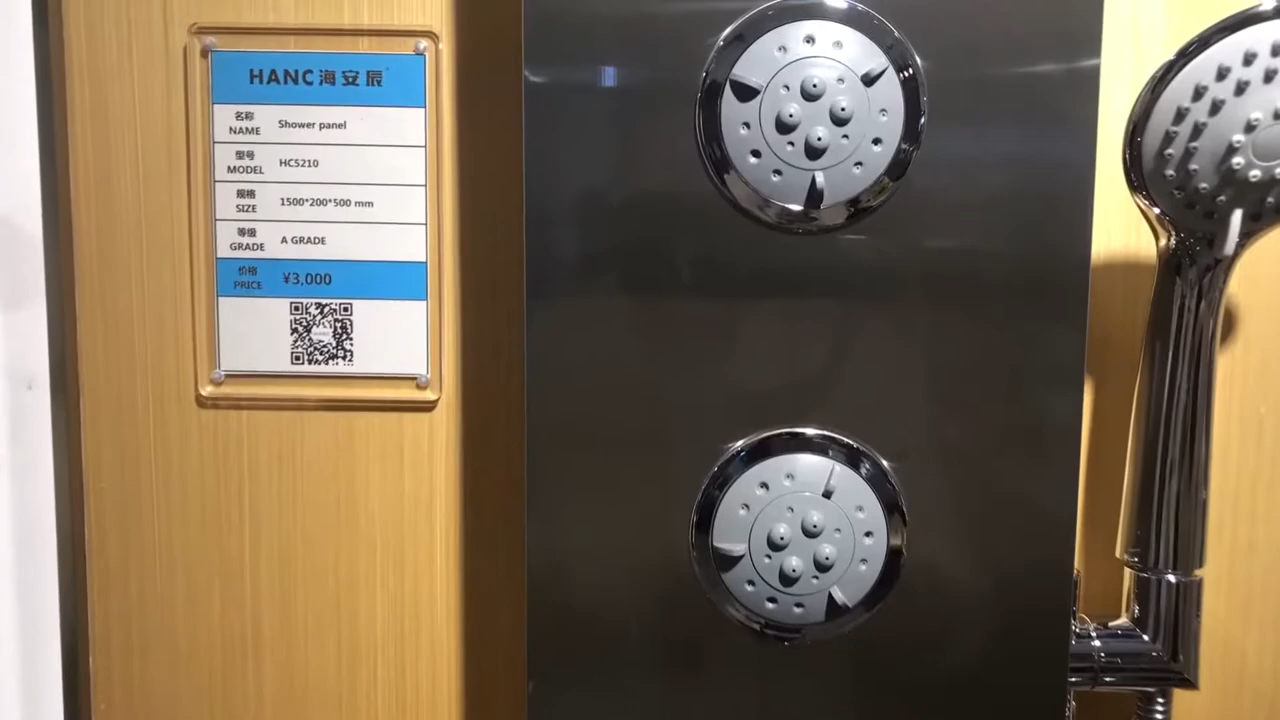 HANC海安辰
名称
NAME
Shower panel
型号
MODEL
HC5210
规格
SIZE
1500*200*500 mm
等级
GRADE
A GRADE
价格
PRICE
¥3,000